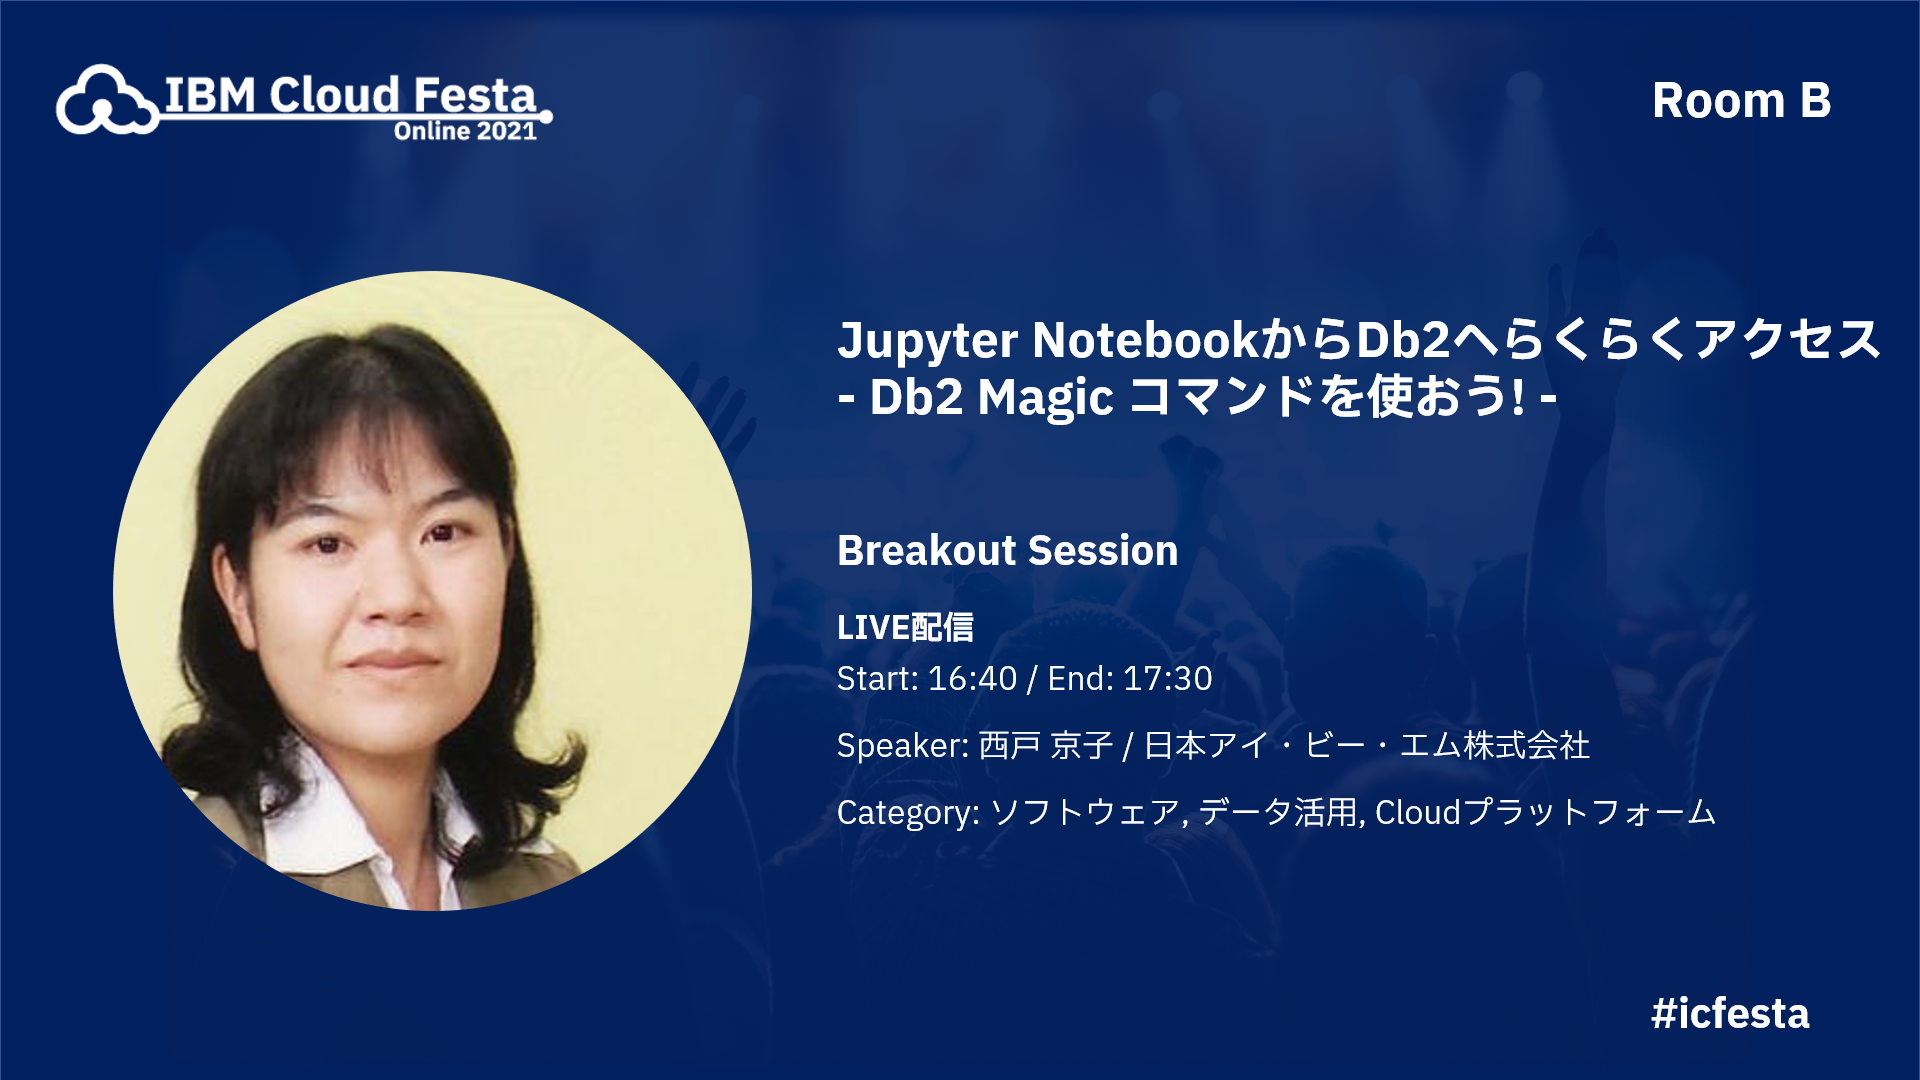 IBM Cloud Festa
Online 2021
Room B
Jupyter NotebookからDb2へらくらくアクセス
- Db2 Magic コマンドを使おう! -
Breakout Session
LIVE配信
Start: 16:40 / End: 17:30
Speaker: 西戸 京子 / 日本アイ・ビー・エム株式会社
Category: ソフトウェア, データ活用, Cloudプラットフォーム
#icfesta